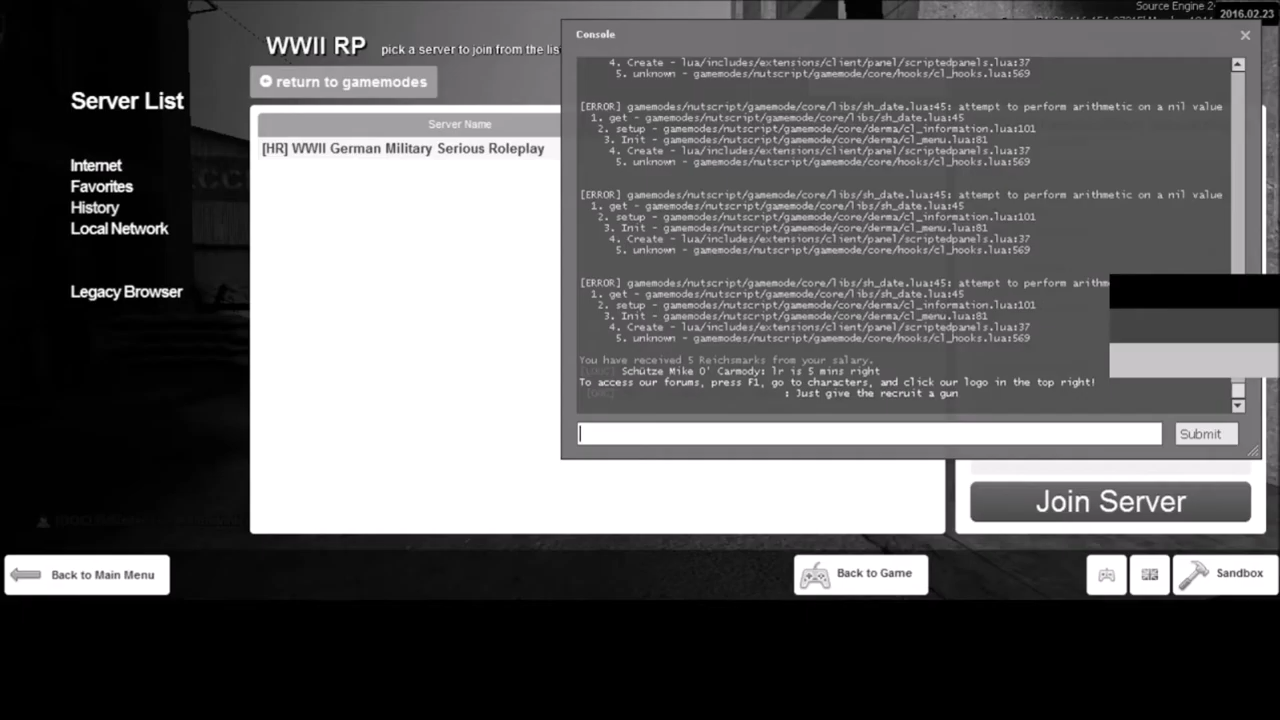 Source Engine 2
2016.02.23
WWII RP pick a server to join from the lis
return to gamemodes
Server List
Internet
Favorites
History
Local Network
Legacy Browser
Server Name
[HR] WWII German Military Serious Roleplay
Console
4. Create - lua/includes/extensions/client/panel/scriptedpanels.lua:37
5. unknown - gamemodes/nutscript/gamemode/core/hooks/cl_hooks.lua:569
[ERROR] gamemodes/nutscript/gamemode/core/libs/sh_date.lua:45: attempt to perform arithmetic on a nil value
1. get - gamemodes/nutscript/gamemode/core/libs/sh_date.lua:45
2. setup - gamemodes/nutscript/gamemode/core/derma/cl_information.lua:101
3. Init - gamemodes/nutscript/gamemode/core/derma/cl_menu.lua:81
4. Create - lua/includes/extensions/client/panel/scriptedpanels.lua:37
5. unknown - gamemodes/nutscript/gamemode/core/hooks/cl_hooks.lua:569
[ERROR] gamemodes/nutscript/gamemode/core/libs/sh_date.lua:45: attempt to perform arithmetic on a nil value
1. get - gamemodes/nutscript/gamemode/core/libs/sh_date.lua:45
2. setup - gamemodes/nutscript/gamemode/core/derma/cl_information.lua:101
3. Init - gamemodes/nutscript/gamemode/core/derma/cl_menu.lua:81
4. Create - lua/includes/extensions/client/panel/scriptedpanels.lua:37
5. unknown - gamemodes/nutscript/gamemode/core/hooks/cl_hooks.lua:569
[ERROR] gamemodes/nutscript/gamemode/core/libs/sh_date.lua:45: attempt to perform arithm
1. get - gamemodes/nutscript/gamemode/core/libs/sh_date.lua:45
2. setup - gamemodes/nutscript/gamemode/core/derma/cl_information.lua:101
3. Init - gamemodes/nutscript/gamemode/core/derma/cl_menu.lua:81
4. Create - lua/includes/extensions/client/panel/scriptedpanels.lua:37
5. unknown - gamemodes/nutscript/gamemode/core/hooks/cl_hooks.lua:569
You have received 5 Reichsmarks from your salary.
[LOOC] Schütze Mike O' Carmody: lr is 5 mins right
To access our forums, press F1, go to characters, and click our logo in the top right!
[OOC] : Just give the recruit a gun
Submit
Join Server
Back to Main Menu
Back to Game
Sandbox